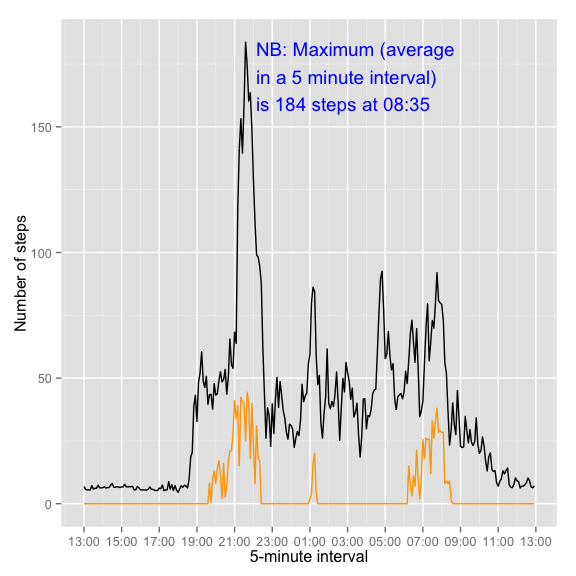 NB: Maximum (average
in a 5 minute interval)
is 184 steps at 08:35
Number of steps
150
100
50
0
13:00 15:00 17:00 19:00 21:00 23:00 01:00 03:00 05:00 07:00 09:00 11:00 13:00
5-minute interval